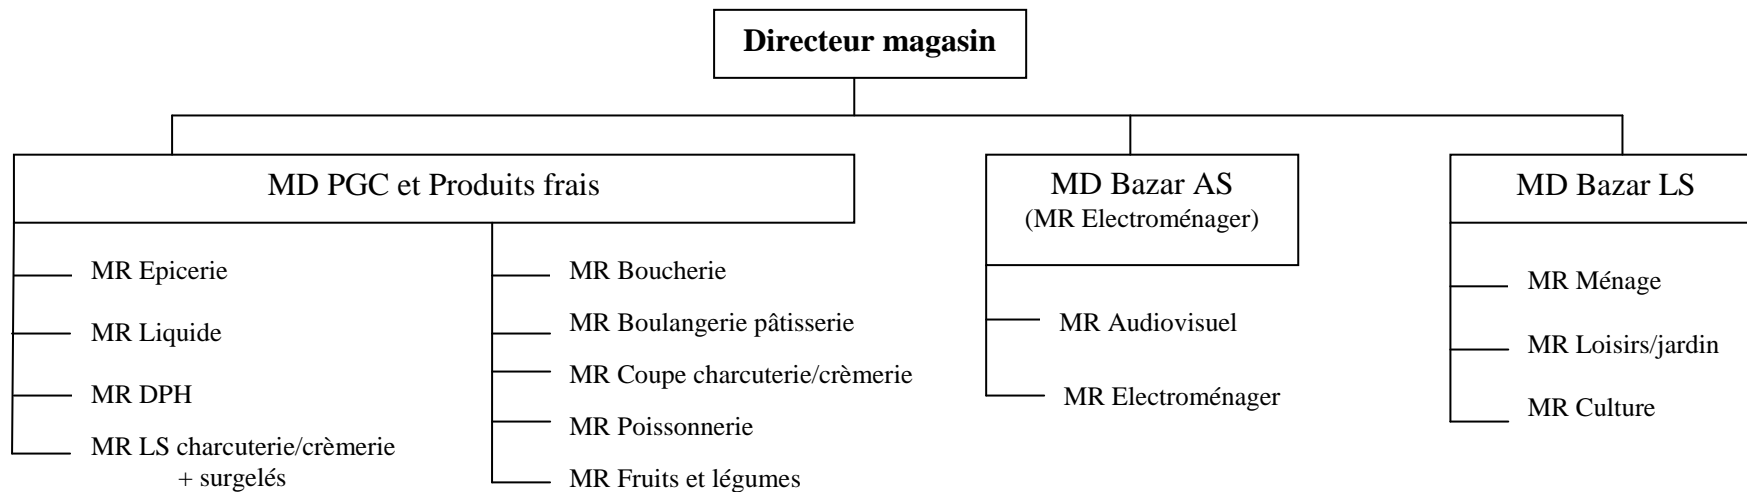 Directeur magasin
MD PGC et Produits frais
MR Epicerie
MR Liquide
MR DPH
MR LS charcuterie/crèmerie
+ surgelés
MR Boucherie
MR Boulangerie pâtisserie
MR Coupe charcuterie/crèmerie
MR Poissonnerie
MR Fruits et légumes
MD Bazar AS
(MR Electroménager)
MR Audiovisuel
MR Electroménager
MD Bazar LS
MR Ménage
MR Loisirs/jardin
MR Culture